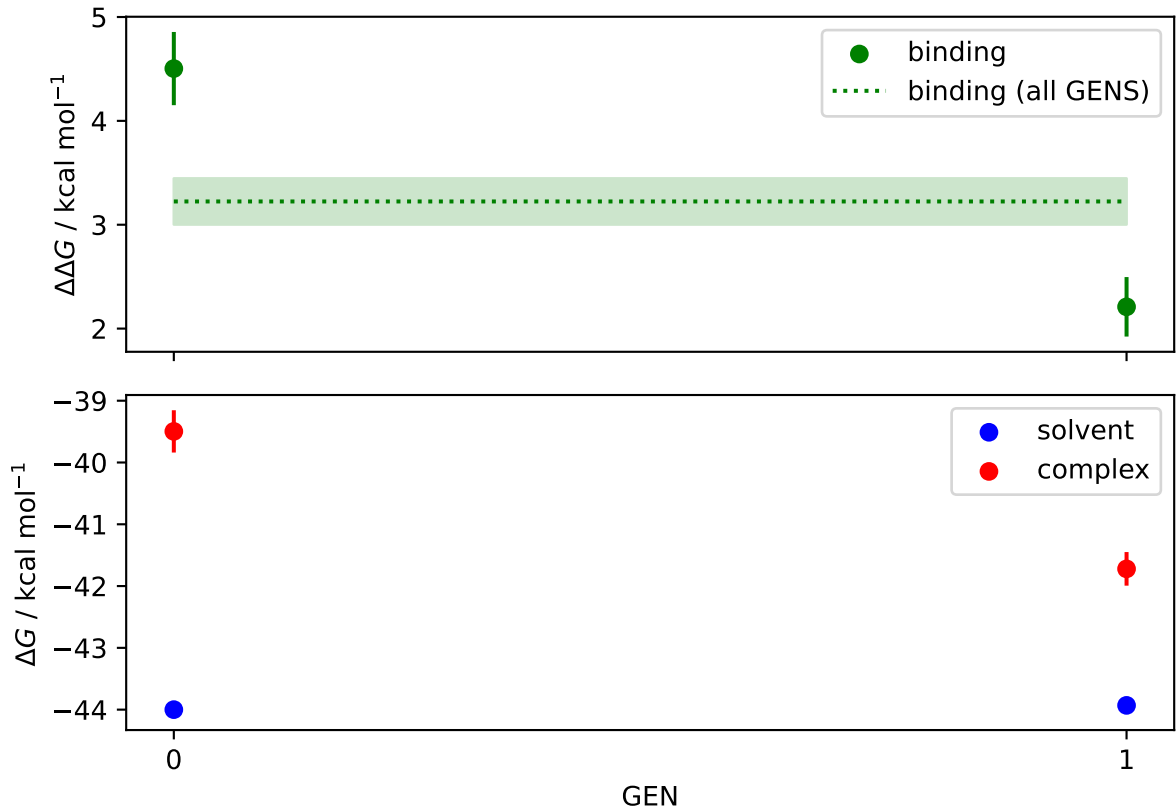 5
4
3
2
ΔΔG / kcal mol⁻¹
binding
binding (all GENS)
−39
−40
−41
−42
−43
−44
ΔG / kcal mol⁻¹
solvent
complex
0
1
GEN